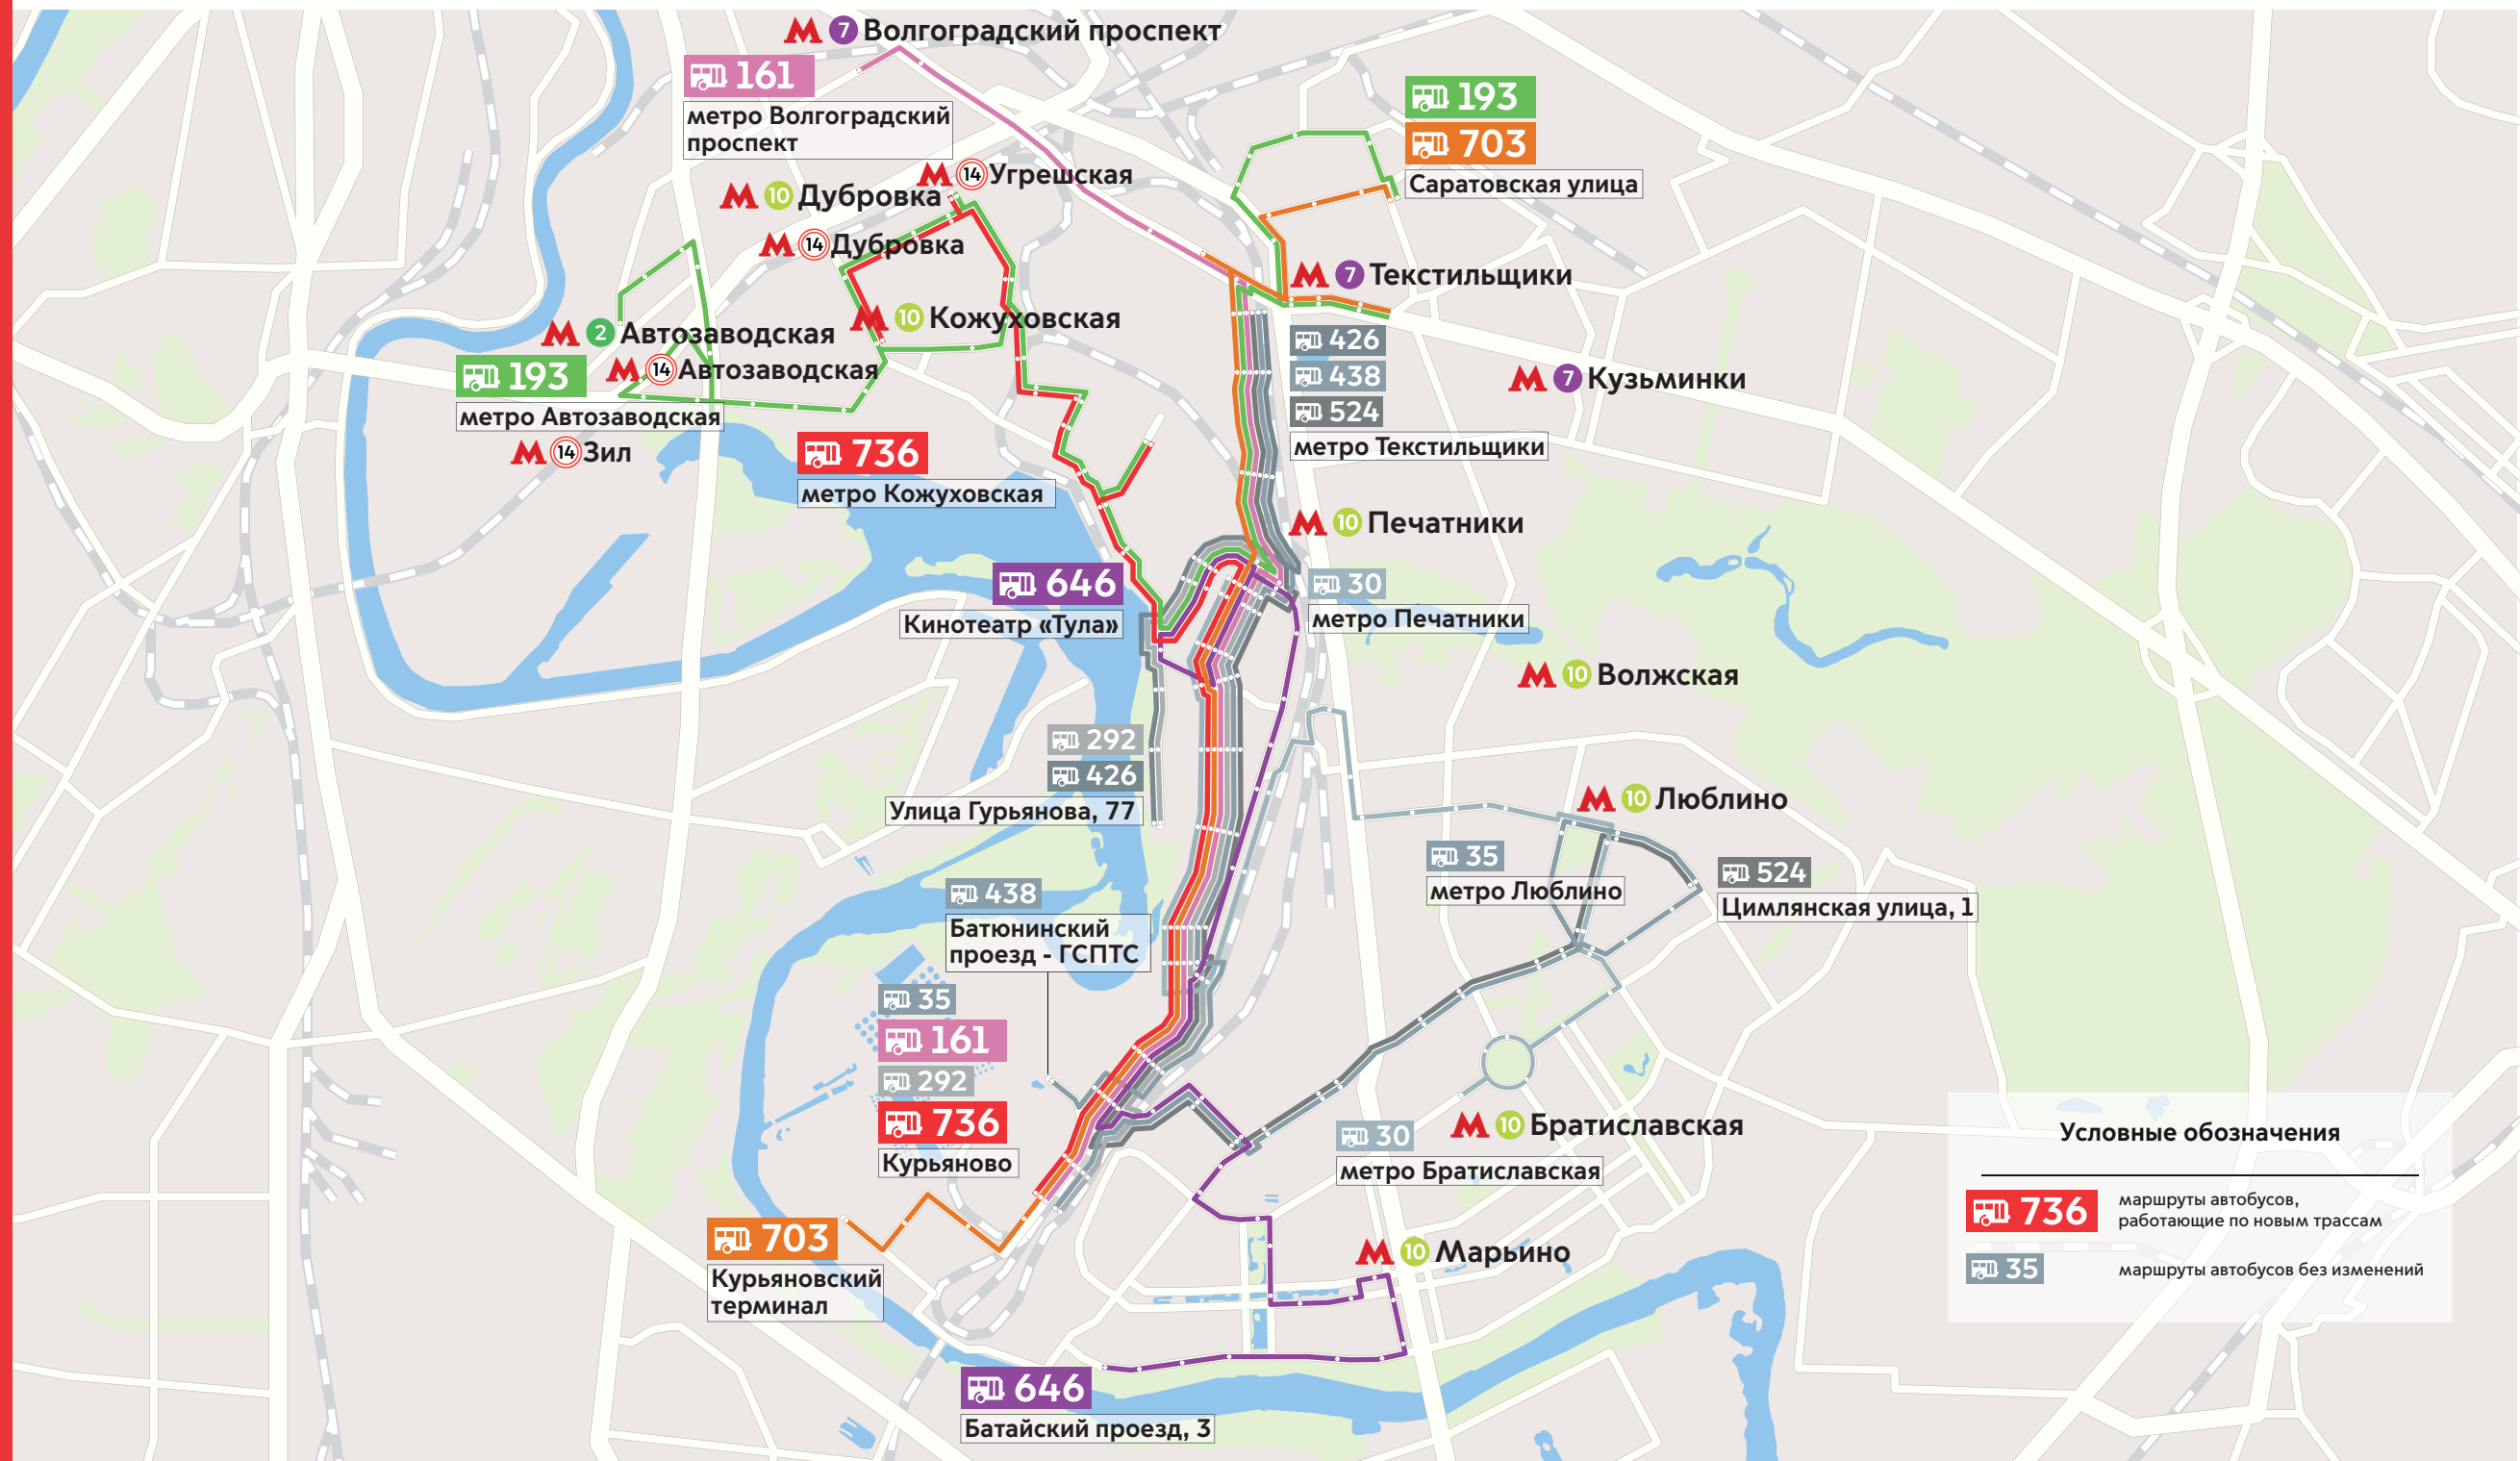 М 7 Волгоградский проспект
161
метро Волгоградский
проспект
193
703
Саратовская улица
М 14 Угрешская
М 10 Дубровка
М 14 Дубровка
М 7 Текстильщики
М 10 Кожуховская
М 2 Автозаводская
М 14 Автозаводская
193
метро Автозаводская
М 14 Зил
426
438
524
метро Текстильщики
М 7 Кузьминки
736
метро Кожуховская
М 10 Печатники
646
Кинотеатр «Тула»
30
метро Печатники
М 10 Волжская
292
426
Улица Гурьянова, 77
М 10 Люблино
35
метро Люблино
524
Цимлянская улица, 1
438
Батюнинский
проезд - ГСПТС
35
161
292
736
Курьяново
30
метро Братиславская
М 10 Братиславская
703
Курьяновский
терминал
М 10 Марьино
646
Батайский проезд, 3
Условные обозначения
736
маршруты автобусов,
работающие по новым трассам
35
маршруты автобусов без изменений